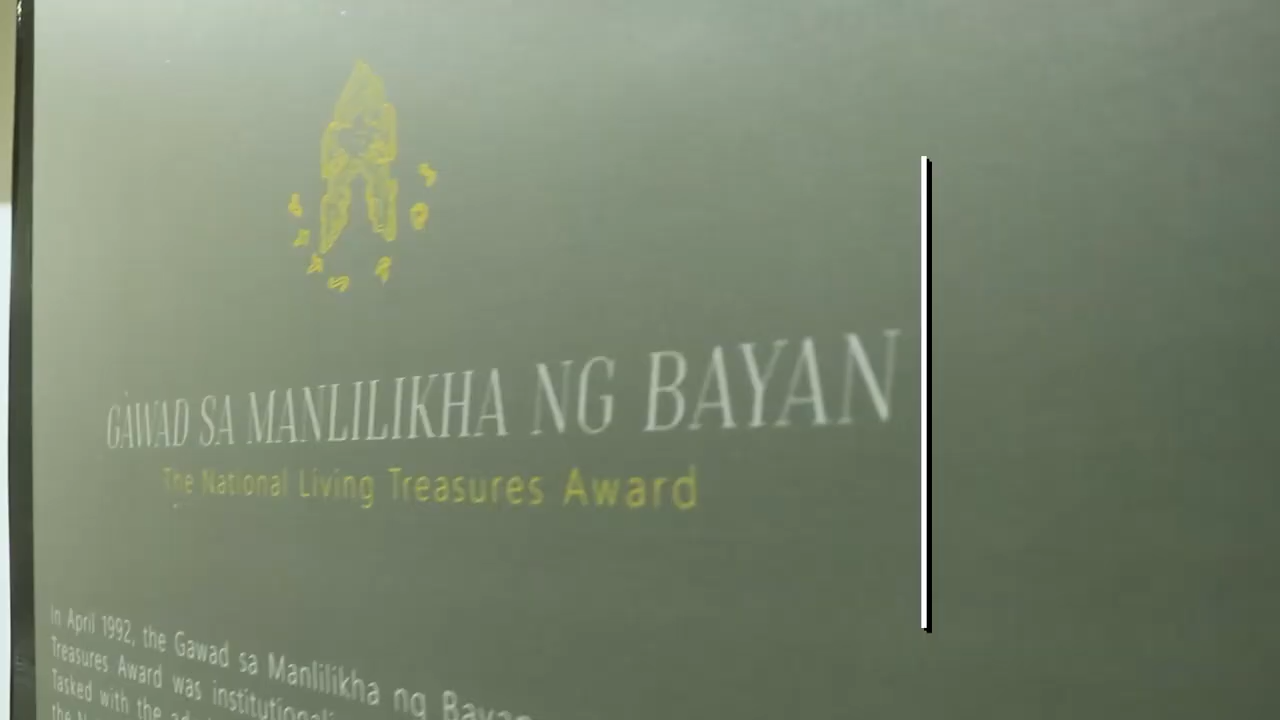 GAWAD SA MANLILIKHA NG BAYAN
The National Living Treasures Award
In April 1992, the Gawad sa Manlilikha ng Bayan
Treasures Award was
Tasked with the
the